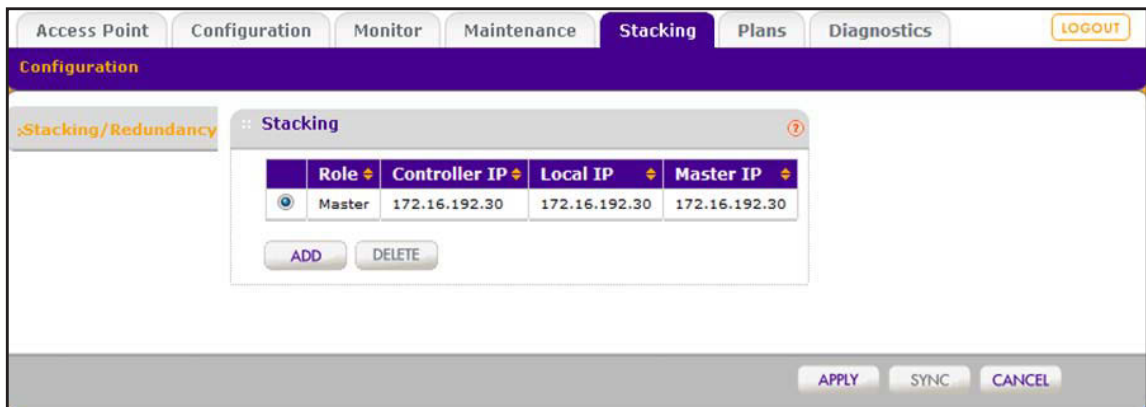 Access Point Configuration Monitor Maintenance Stacking Plans Diagnostics LOGOUT
Configuration
Stacking/Redundancy
Stacking ?
Role Controller IP Local IP Master IP
Master 172.16.192.30 172.16.192.30 172.16.192.30
ADD DELETE
APPLY SYNC CANCEL